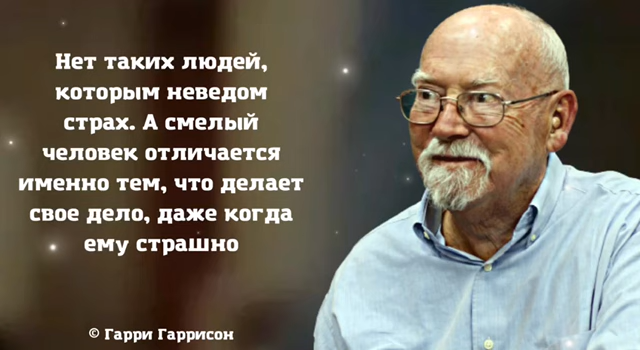 Нет таких людей,
которым неведом
страх. А смелый
человек отличается
именно тем, что делает
свое дело, даже когда
ему страшно
© Гарри Гаррисон